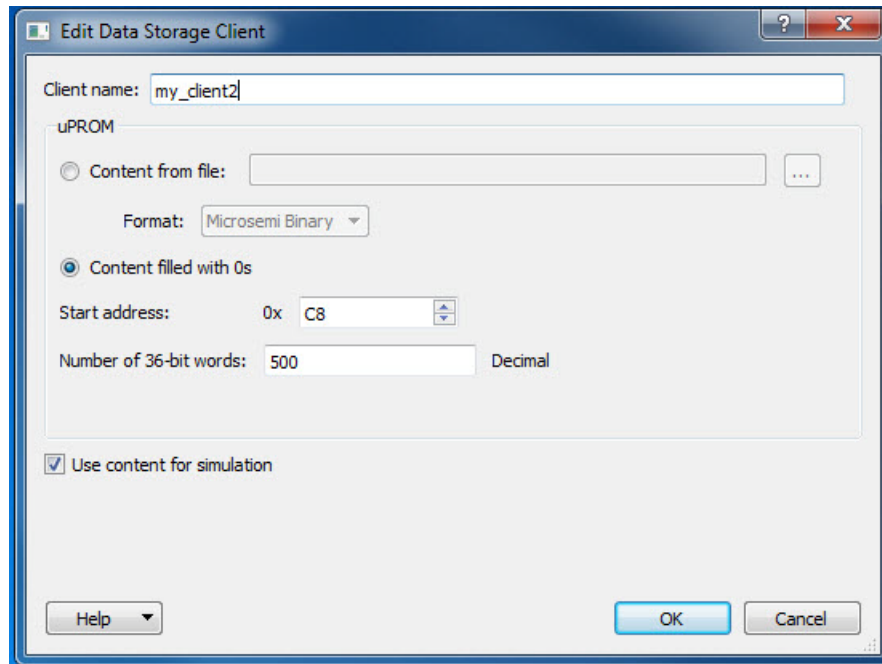 Edit Data Storage Client
?
X
Client name: my_client2
uPROM
Content from file:
...
Format: Microsemi Binary
Content filled with 0s
Start address: 0x C8
Number of 36-bit words: 500 Decimal
Use content for simulation
Help OK Cancel